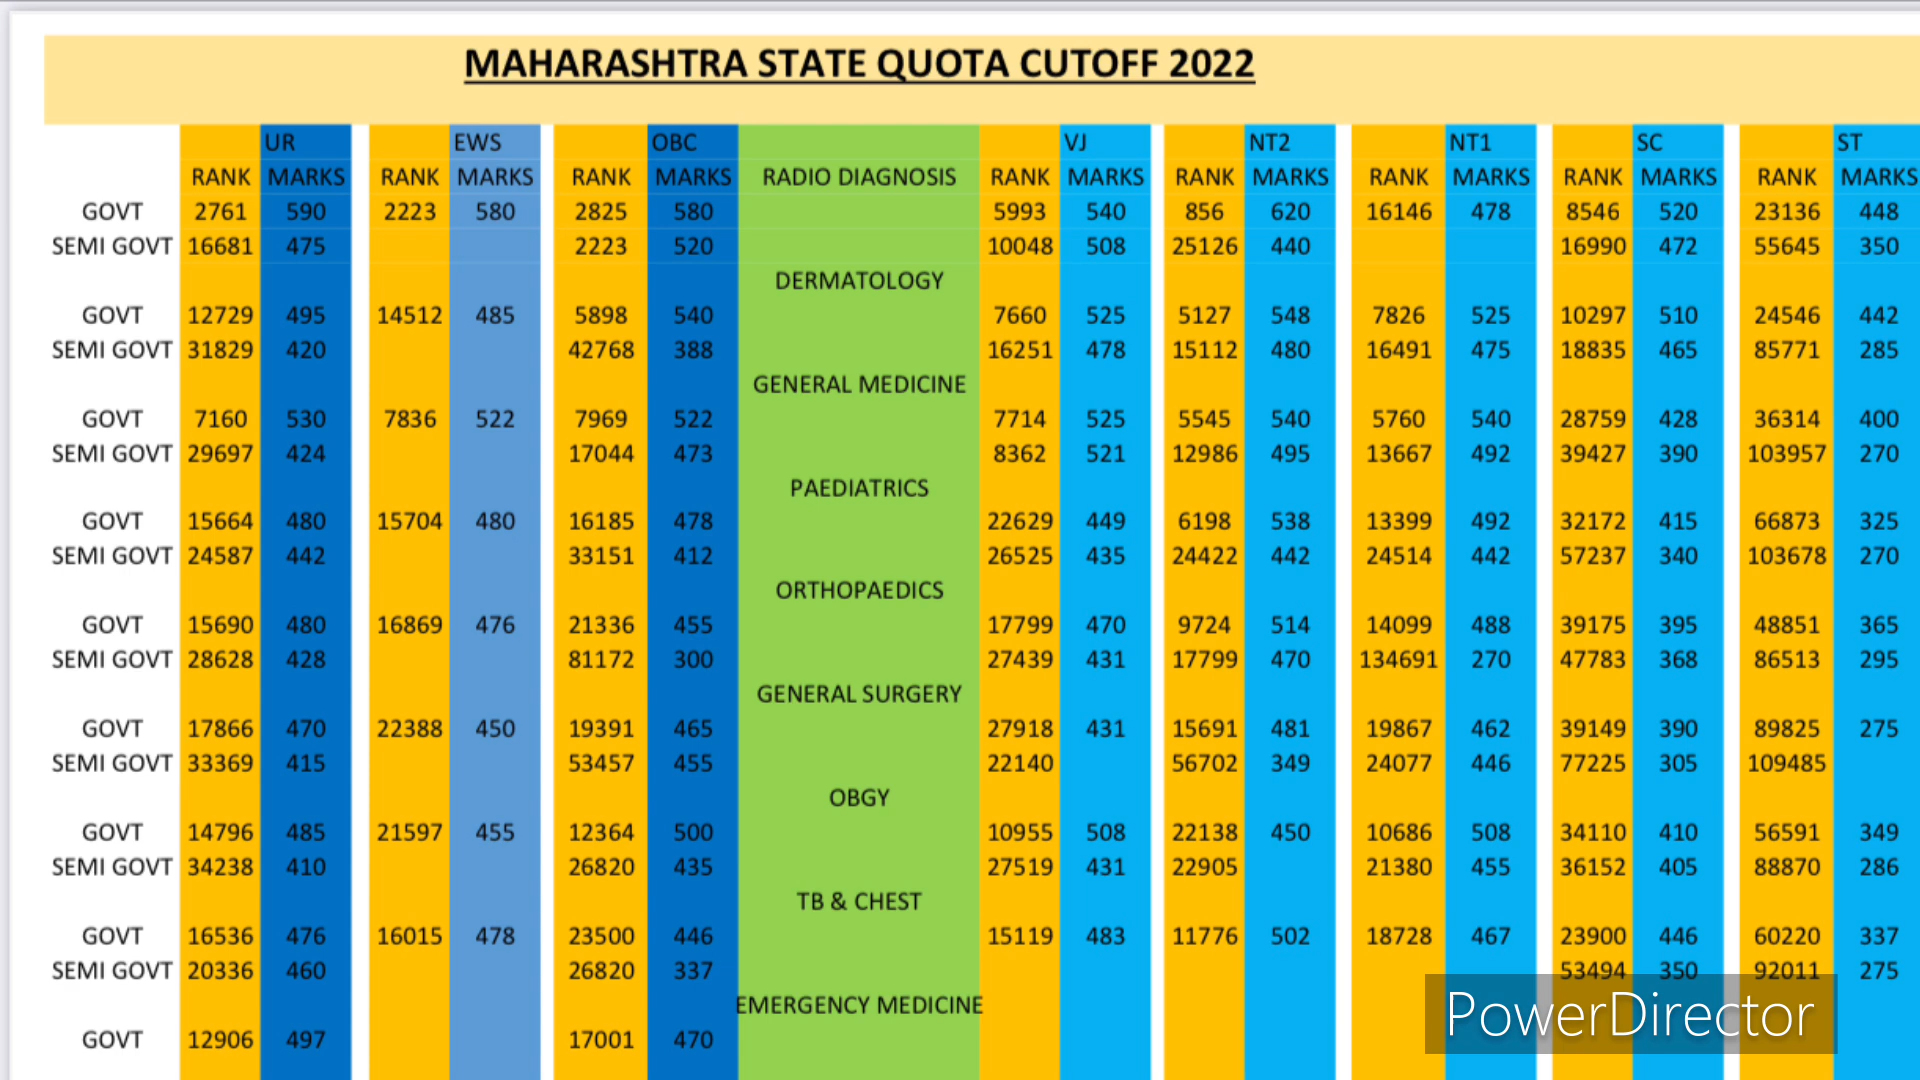 MAHARASHTRA STATE QUOTA CUTOFF 2022
UR EWS OBC VJ NT2 NT1 SC ST
RANK MARKS RANK MARKS RANK MARKS RADIO DIAGNOSIS RANK MARKS RANK MARKS RANK MARKS RANK MARKS RANK MARKS
GOVT 2761 590 2223 580 2825 580 5993 540 856 620 16146 478 8546 520 23136 448
SEMI GOVT 16681 475 2223 520 10048 508 25126 440 16990 472 55645 350
DERMATOLOGY
GOVT 12729 495 14512 485 5898 540 7660 525 5127 548 7826 525 10297 510 24546 442
SEMI GOVT 31829 420 42768 388 16251 478 15112 480 16491 475 18835 465 85771 285
GENERAL MEDICINE
GOVT 7160 530 7836 522 7969 522 7714 525 5545 540 5760 540 28759 428 36314 400
SEMI GOVT 29697 424 17044 473 8362 521 12986 495 13667 492 39427 390 103957 270
PAEDIATRICS
GOVT 15664 480 15704 480 16185 478 22629 449 6198 538 13399 492 32172 415 66873 325
SEMI GOVT 24587 442 33151 412 26525 435 24422 442 24514 442 57237 340 103678 270
ORTHOPAEDICS
GOVT 15690 480 16869 476 21336 455 17799 470 9724 514 14099 488 39175 395 48851 365
SEMI GOVT 28628 428 81172 300 27439 431 17799 470 134691 270 47783 368 86513 295
GENERAL SURGERY
GOVT 17866 470 22388 450 19391 465 27918 431 15691 481 19867 462 39149 390 89825 275
SEMI GOVT 33369 415 53457 455 22140 56702 349 24077 446 77225 305 109485
OBGY
GOVT 14796 485 21597 455 12364 500 10955 508 22138 450 10686 508 34110 410 56591 349
SEMI GOVT 34238 410 26820 435 27519 431 22905 21380 455 36152 405 88870 286
TB & CHEST
GOVT 16536 476 16015 478 23500 446 15119 483 11776 502 18728 467 23900 446 60220 337
SEMI GOVT 20336 460 26820 337 53494 350 92011 275
EMERGENCY MEDICINE
GOVT 12906 497 17001 470
PowerDirector